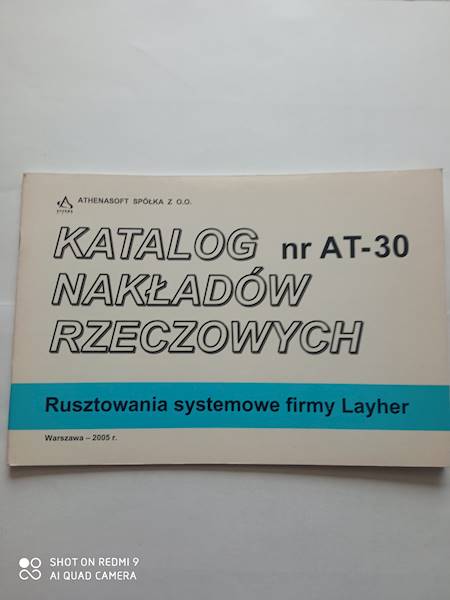 ATHENASOFT SPÓŁKA Z O.O.
KATALOG nr AT-30
NAKŁADÓW
RZECZOWYCH
Rusztowania systemowe firmy Layher
Warszawa – 2005 r.
SHOT ON REDMI 9
AI QUAD CAMERA